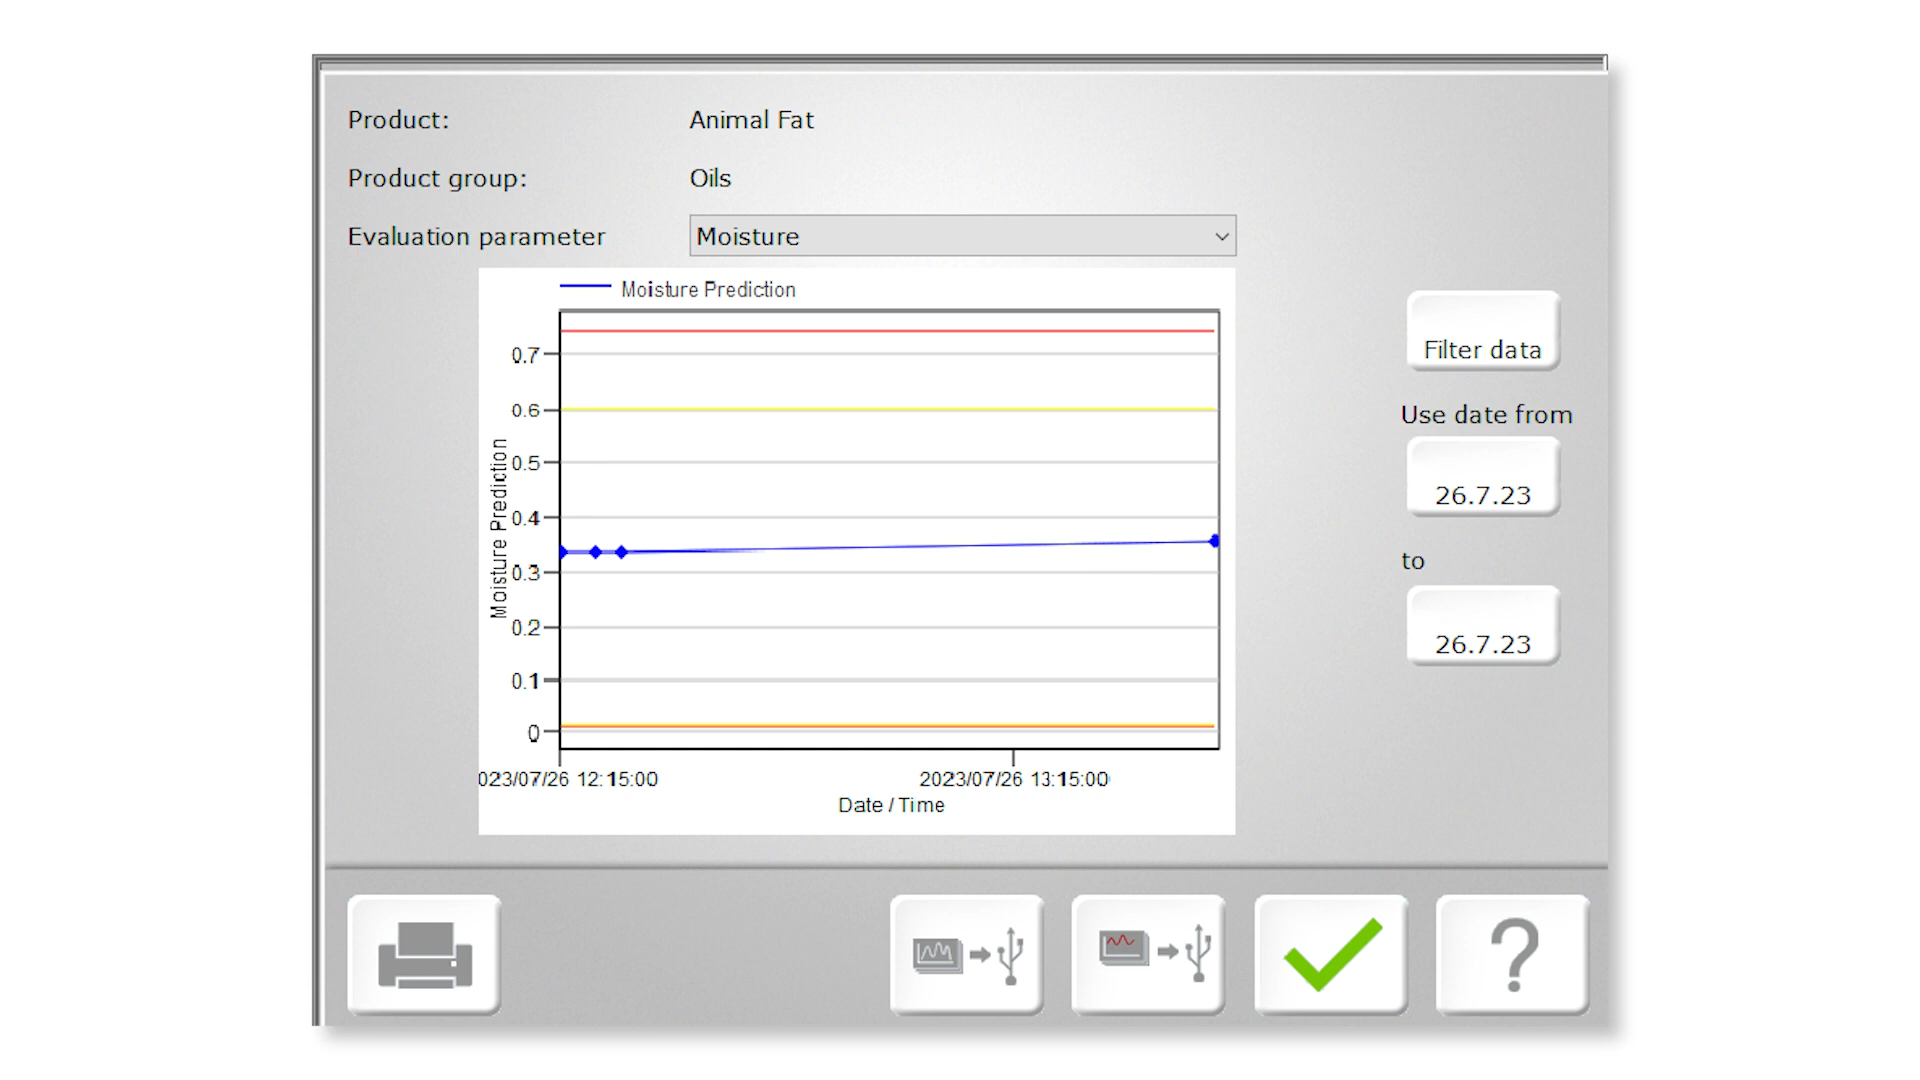 Product: Animal Fat
Product group: Oils
Evaluation parameter Moisture
Moisture Prediction
0.7
0.6
0.5
0.4
0.3
0.2
0.1
0
Moisture Prediction
023/07/26 12:15:00 2023/07/26 13:15:00
Date / Time
Filter data
Use date from
26.7.23
to
26.7.23
?